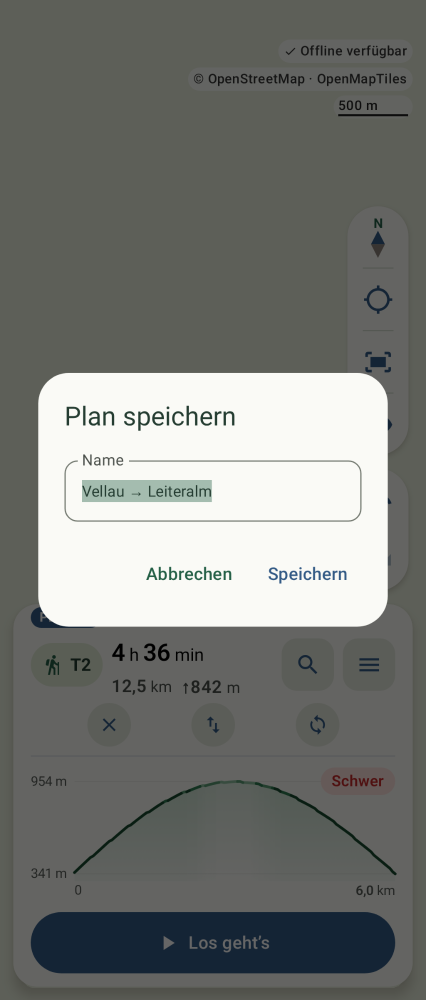 ✓ Offline verfügbar
© OpenStreetMap · OpenMapTiles
500 m
N
Plan speichern
Name
Vellau → Leiteralm
Abbrechen
Speichern
T2
4 h 36 min
12,5 km ↑842 m
954 m
Schwer
341 m
0
6,0 km
Los geht's